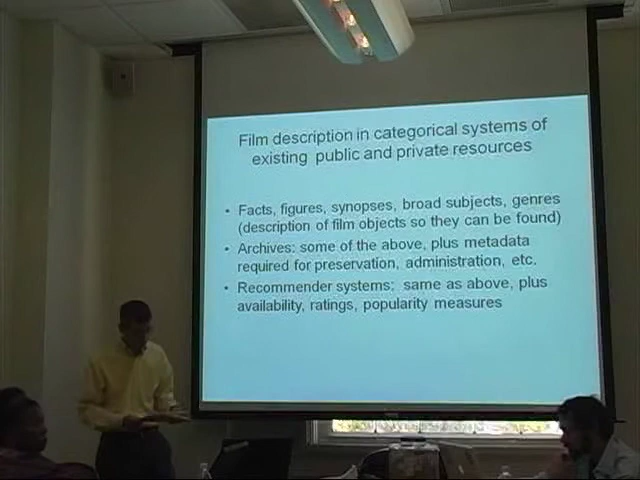 Film description in categorical systems of
existing public and private resources
• Facts, figures, synopses, broad subjects, genres
(description of film objects so they can be found)
• Archives: some of the above, plus metadata
required for preservation, administration, etc.
• Recommender systems: same as above, plus
availability, ratings, popularity measures